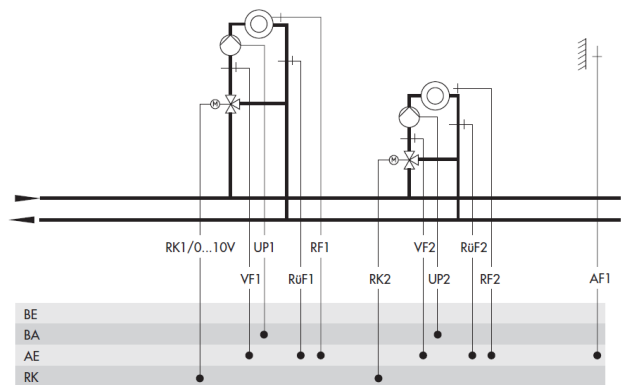 M
M
RK1/0...10V UP1 RF1 VF2 RüF2
VF1 RüF1 RK2 UP2 RF2 AF1
BE
BA
AE
RK